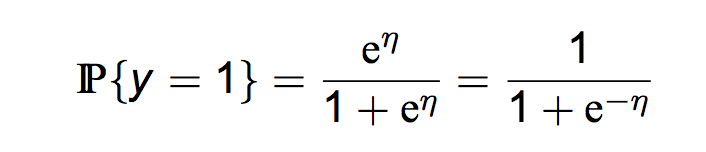 ℙ{y = 1} = e^η / (1 + e^η) = 1 / (1 + e^−η)